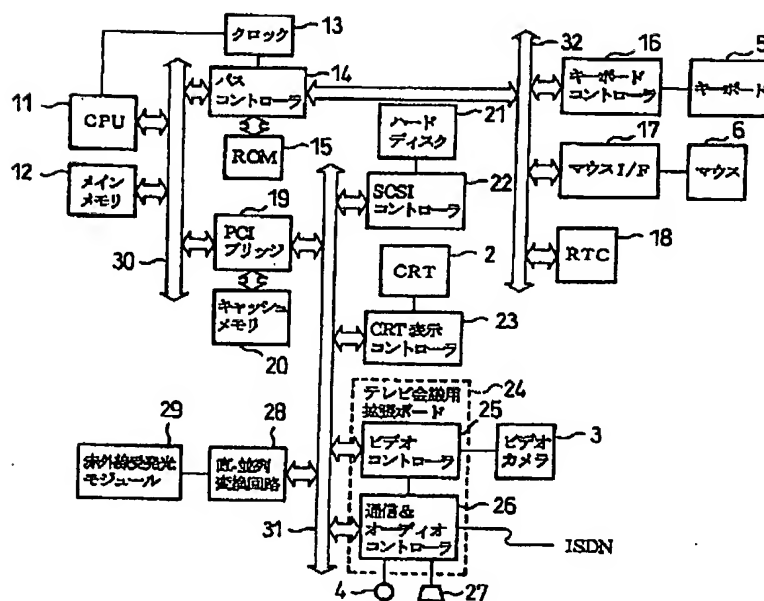 13
クロック
32
16
5
14
バス
コントローラ
キーボード
コントローラ
キーボード
11
CPU
21
ハード
ディスク
17
6
12
15
ROM
マウスI/F
マウス
メイン
メモリ
19
22
SCSI
コントローラ
PCI
ブリッジ
18
30
2
RTC
CRT
キャッシュ
メモリ
23
20
CRT表示
コントローラ
24
テレビ会議用
拡張ボード
25
29
28
3
ビデオ
コントローラ
ビデオ
カメラ
赤外線受発光
モジュール
直・並列
変換回路
26
31
通信&
オーディオ
コントローラ
ISDN
4
27